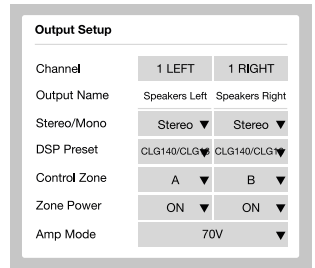 Output Setup
Channel 1 LEFT 1 RIGHT
Output Name Speakers Left Speakers Right
Stereo/Mono Stereo ▼ Stereo ▼
DSP Preset ▼ ▼
Control Zone A ▼ B ▼
Zone Power ON ▼ ON ▼
Amp Mode 70V ▼